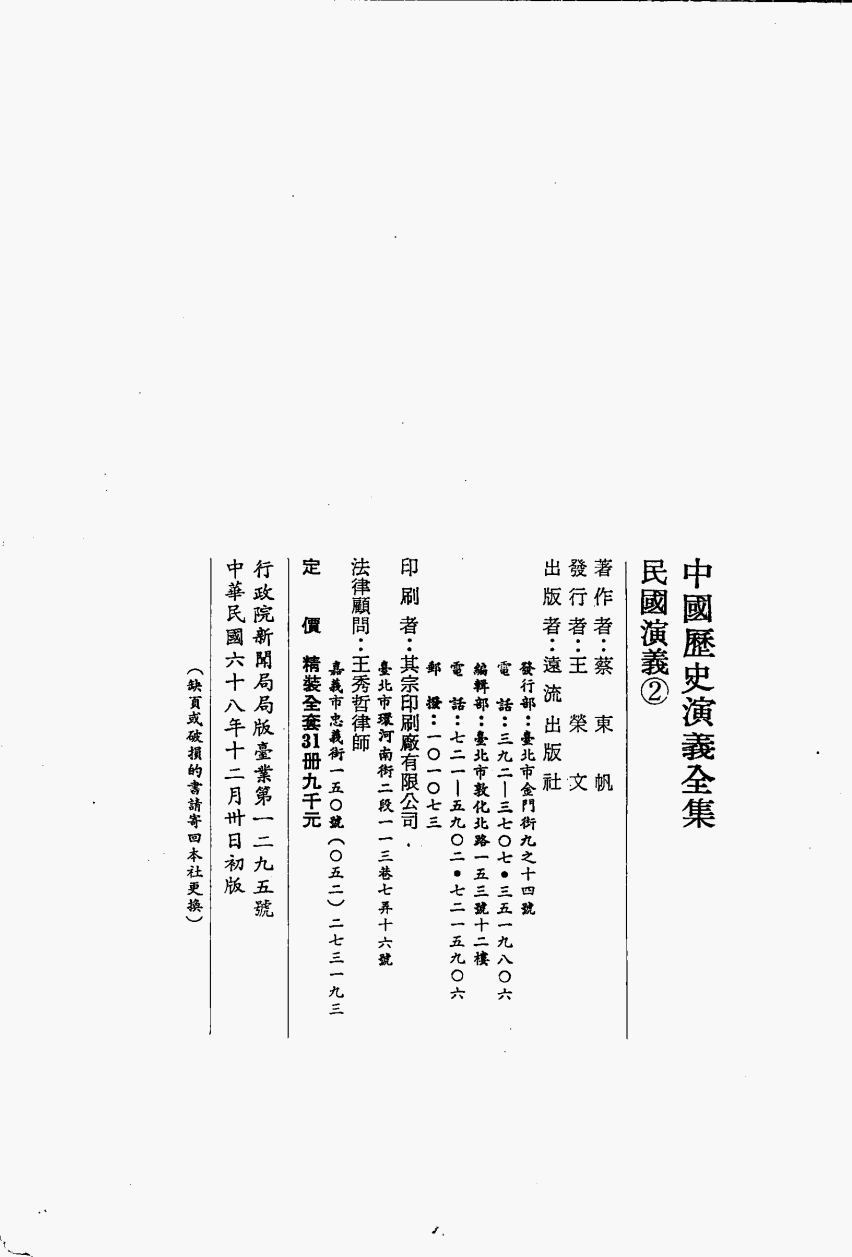 中國歷史演義全集
民國演義②
著作者：蔡東帆
發行者：王榮文
出版者：遠流出版社
發行部：臺北市金門街九之十四號
電話：三九二—三七〇七•三五一九八〇六
編輯部：臺北市敦化北路一五三號十二樓
電話：七二一—五九〇二•七二一五九〇六
郵撥：一〇一〇七三
印刷者：其宗印刷廠有限公司
臺北市環河南街二段一一三巷七弄十六號
法律顧問：王秀哲律師
嘉義市忠義街一五〇號（〇五二）二七三一九三
定價 精裝全套31冊九千元
行政院新聞局局版臺業第一二九五號
中華民國六十八年十二月卅日初版
（缺頁或破損的書請寄回本社更換）